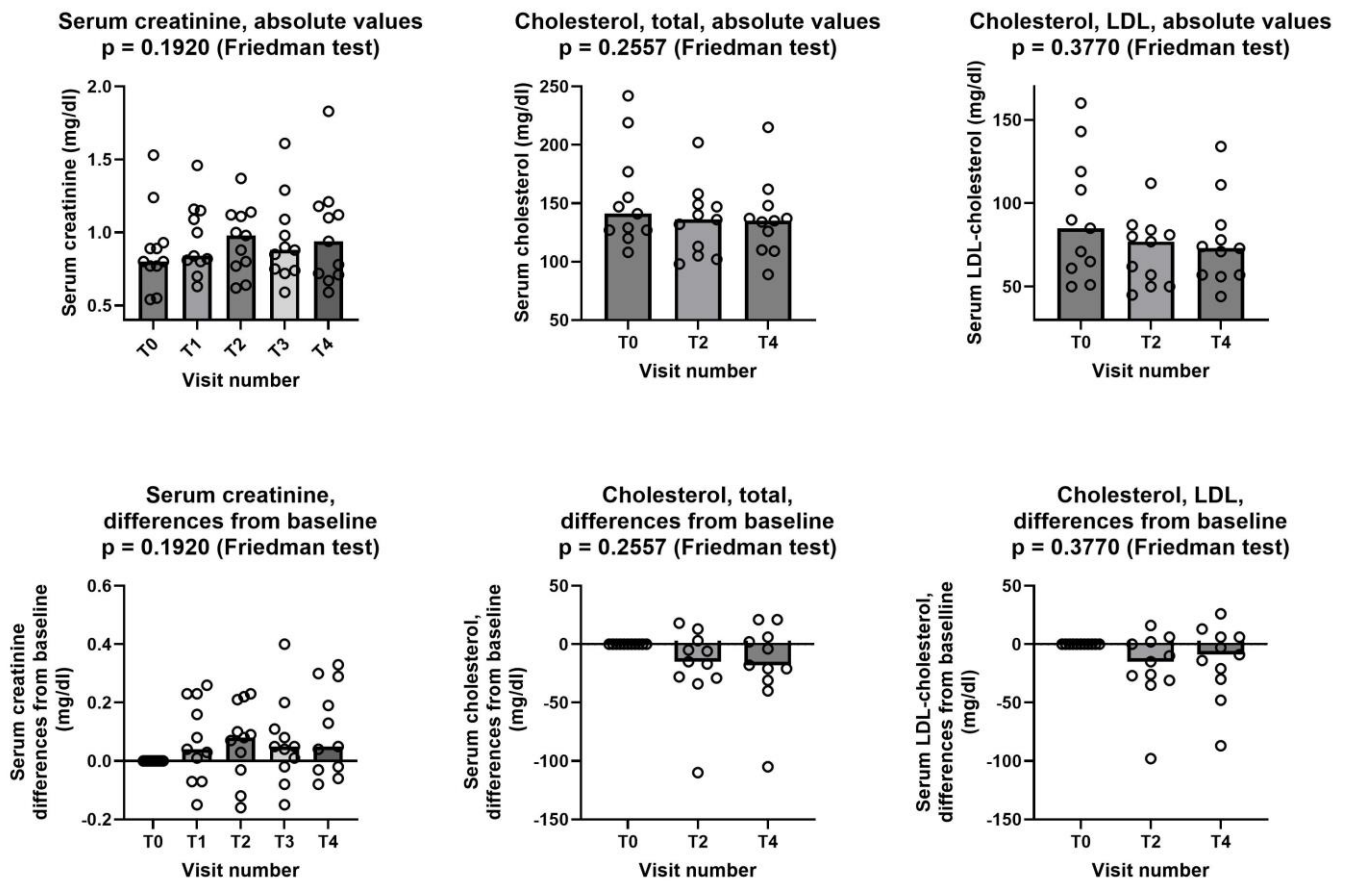 Serum creatinine, absolute values
p = 0.1920 (Friedman test)
Serum creatinine (mg/dl)
2.0
1.5
1.0
0.5
T0 T1 T2 T3 T4
Visit number
Cholesterol, total, absolute values
p = 0.2557 (Friedman test)
Serum cholesterol (mg/dl)
250
200
150
100
50
T0 T2 T4
Visit number
Cholesterol, LDL, absolute values
p = 0.3770 (Friedman test)
Serum LDL-cholesterol (mg/dl)
150
100
50
T0 T2 T4
Visit number
Serum creatinine,
differences from baseline
p = 0.1920 (Friedman test)
Serum creatinine
differences from baseline
(mg/dl)
0.6
0.4
0.2
0.0
-0.2
T0 T1 T2 T3 T4
Visit number
Cholesterol, total,
differences from baseline
p = 0.2557 (Friedman test)
Serum cholesterol,
differences from baseline
(mg/dl)
50
0
-50
-100
-150
T0 T2 T4
Visit number
Cholesterol, LDL,
differences from baseline
p = 0.3770 (Friedman test)
Serum LDL-cholesterol,
differences from baselline
(mg/dl)
50
0
-50
-100
-150
T0 T2 T4
Visit number